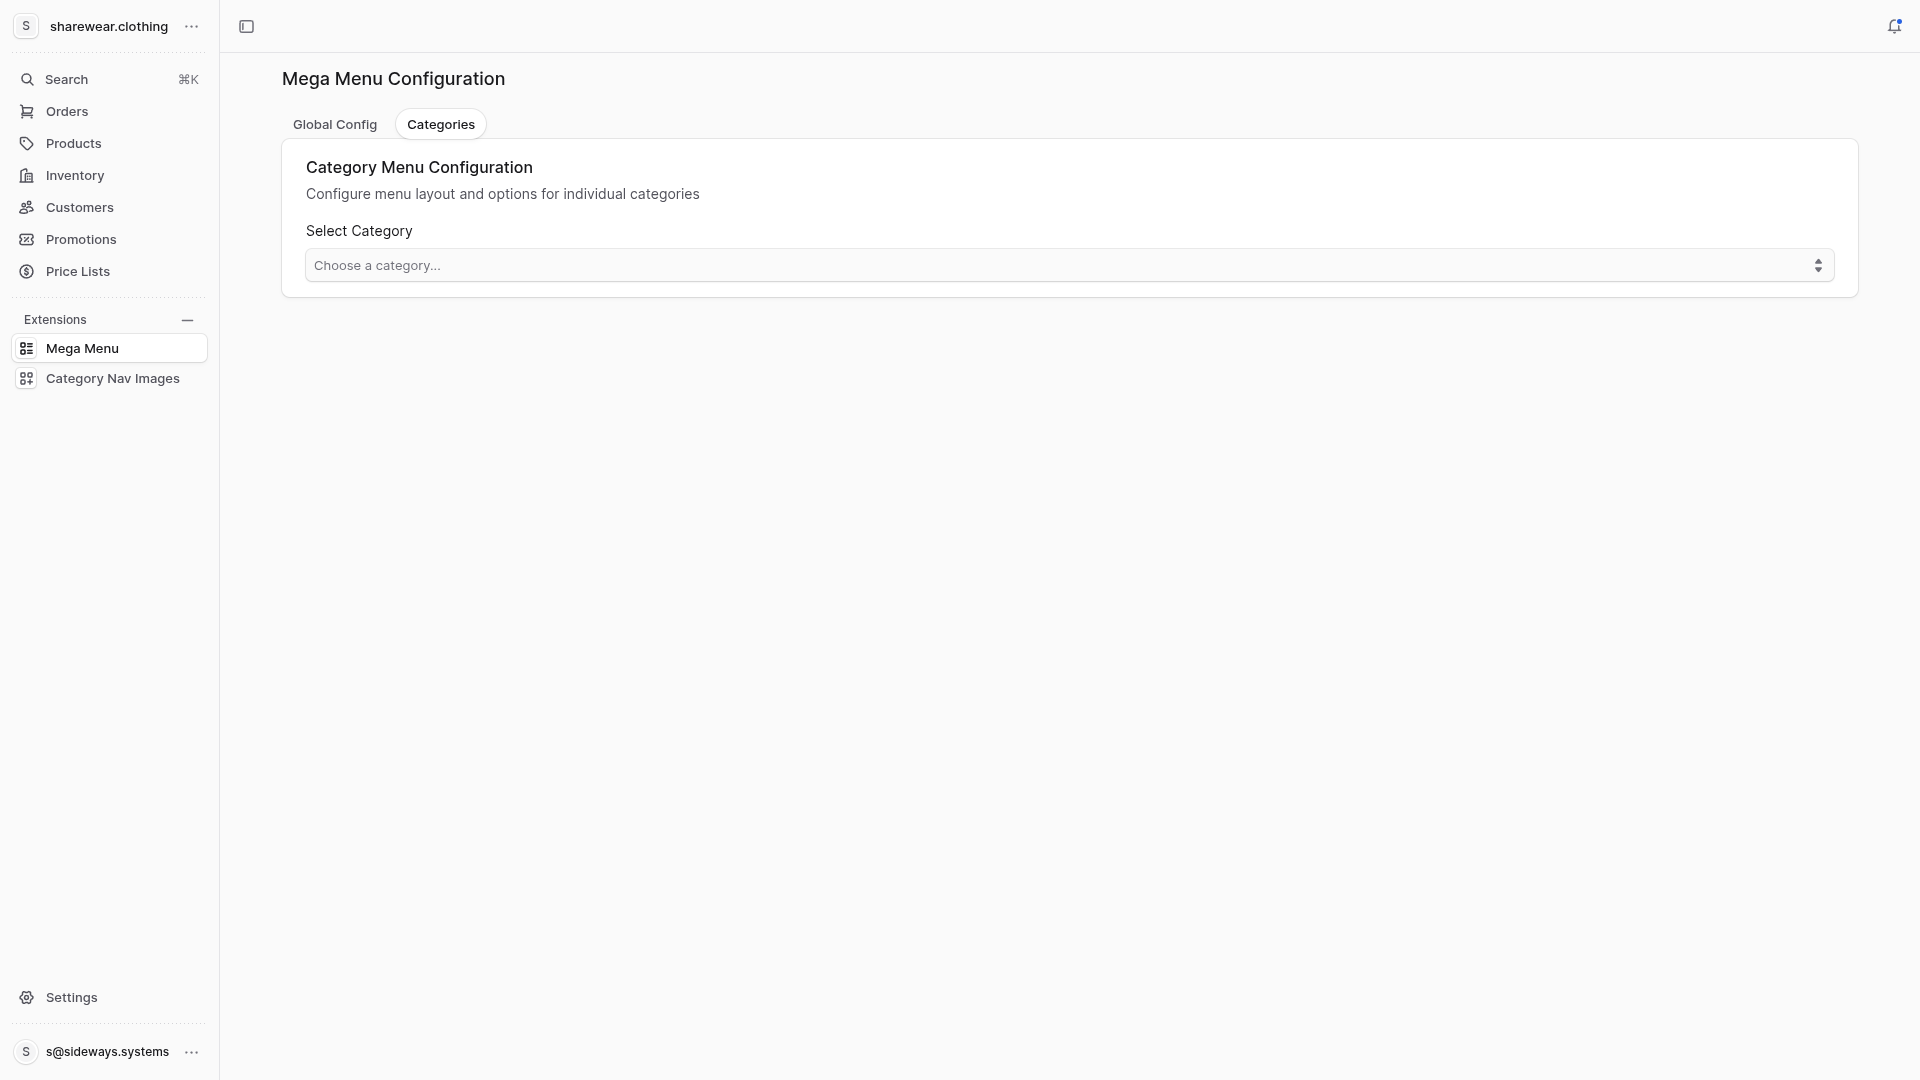 S
sharewear.clothing
Search ⌘K
Orders
Products
Inventory
Customers
Promotions
Price Lists
Extensions
Mega Menu
Category Nav Images
Settings
S
s@sideways.systems
Mega Menu Configuration
Global Config
Categories
Category Menu Configuration
Configure menu layout and options for individual categories
Select Category
Choose a category...